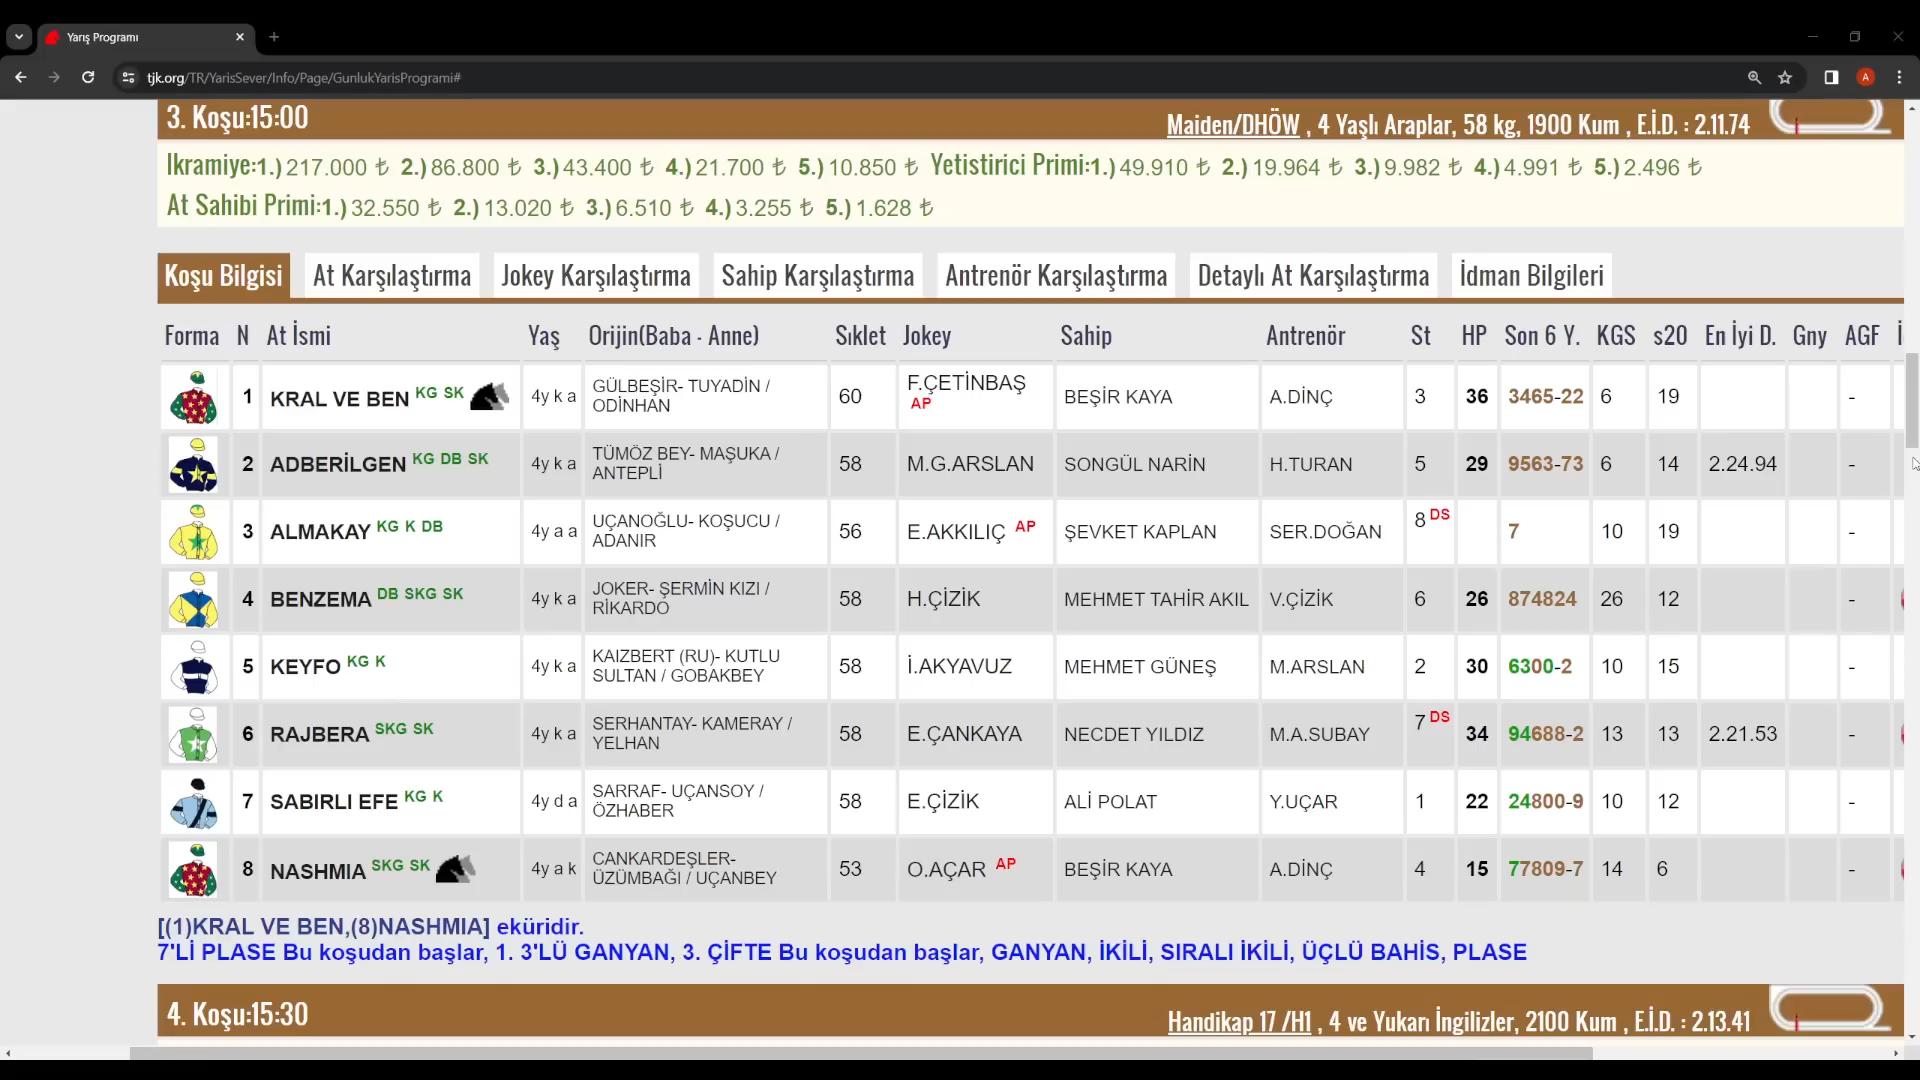 Yarış Programı
tjk.org/TR/YarisSever/Info/Page/GunlukYarisProgrami#
A
3. Koşu:15:00
Maiden/DHÖW , 4 Yaşlı Araplar, 58 kg, 1900 Kum , E.İ.D. : 2.11.74
Ikramiye:1.) 217.000 ₺ 2.) 86.800 ₺ 3.) 43.400 ₺ 4.) 21.700 ₺ 5.) 10.850 ₺ Yetistirici Primi:1.) 49.910 ₺ 2.) 19.964 ₺ 3.) 9.982 ₺ 4.) 4.991 ₺ 5.) 2.496 ₺
At Sahibi Primi:1.) 32.550 ₺ 2.) 13.020 ₺ 3.) 6.510 ₺ 4.) 3.255 ₺ 5.) 1.628 ₺
Koşu Bilgisi At Karşılaştırma Jokey Karşılaştırma Sahip Karşılaştırma Antrenör Karşılaştırma Detaylı At Karşılaştırma İdman Bilgileri
Forma N At İsmi Yaş Orijin(Baba - Anne) Sıklet Jokey Sahip Antrenör St HP Son 6 Y. KGS s20 En İyi D. Gny AGF İ
1 KRAL VE BEN KG SK 4y k a GÜLBEŞİR- TUYADİN / ODİNHAN 60 F.ÇETİNBAŞ AP BEŞİR KAYA A.DİNÇ 3 36 3465-22 6 19 -
2 ADBERİLGEN KG DB SK 4y k a TÜMÖZ BEY- MAŞUKA / ANTEPLİ 58 M.G.ARSLAN SONGÜL NARİN H.TURAN 5 29 9563-73 6 14 2.24.94 -
3 ALMAKAY KG K DB 4y a a UÇANOĞLU- KOŞUCU / ADANIR 56 E.AKKILIÇ AP ŞEVKET KAPLAN SER.DOĞAN 8 DS 7 10 19 -
4 BENZEMA DB SKG SK 4y k a JOKER- ŞERMİN KIZI / RİKARDO 58 H.ÇİZİK MEHMET TAHİR AKIL V.ÇİZİK 6 26 874824 26 12 -
5 KEYFO KG K 4y k a KAIZBERT (RU)- KUTLU SULTAN / GOBAKBEY 58 İ.AKYAVUZ MEHMET GÜNEŞ M.ARSLAN 2 30 6300-2 10 15 -
6 RAJBERA SKG SK 4y k a SERHANTAY- KAMERAY / YELHAN 58 E.ÇANKAYA NECDET YILDIZ M.A.SUBAY 7 DS 34 94688-2 13 13 2.21.53 -
7 SABIRLI EFE KG K 4y d a SARRAF- UÇANSOY / ÖZHABER 58 E.ÇİZİK ALİ POLAT Y.UÇAR 1 22 24800-9 10 12 -
8 NASHMIA SKG SK 4y a k CANKARDEŞLER- ÜZÜMBAĞI / UÇANBEY 53 O.AÇAR AP BEŞİR KAYA A.DİNÇ 4 15 77809-7 14 6 -
[(1)KRAL VE BEN,(8)NASHMIA] eküridir.
7'Lİ PLASE Bu koşudan başlar, 1. 3'LÜ GANYAN, 3. ÇİFTE Bu koşudan başlar, GANYAN, İKİLİ, SIRALI İKİLİ, ÜÇLÜ BAHİS, PLASE
4. Koşu:15:30
Handikap 17 /H1 , 4 ve Yukarı İngilizler, 2100 Kum , E.İ.D. : 2.13.41